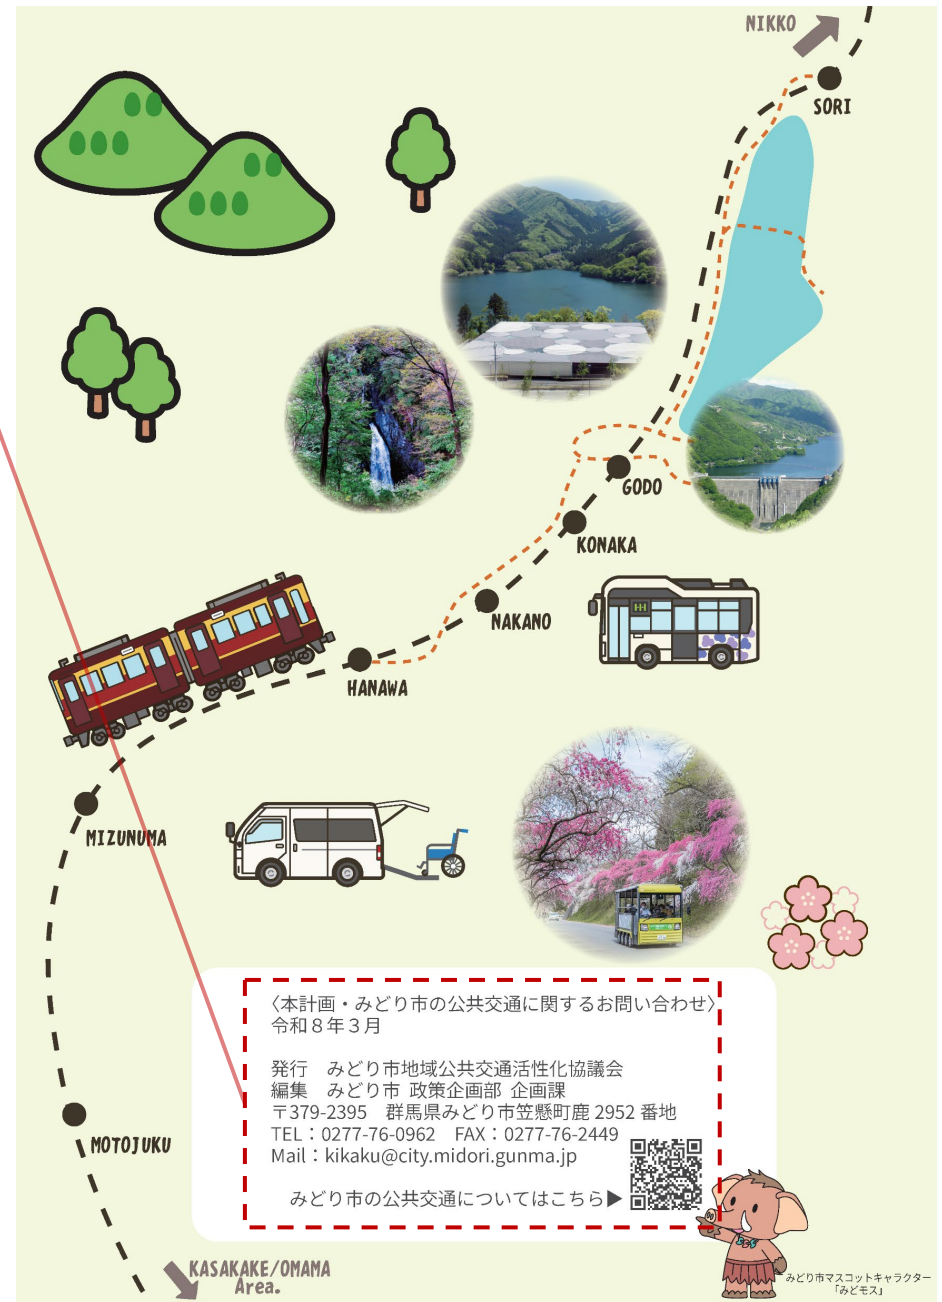 NIKKO
SORI
GODO
KONAKA
NAKANO
HANAWA
MIZUNUMA
MOTOJUKU
〈本計画・みどり市の公共交通に関するお問い合わせ〉
令和８年３月
発行　みどり市地域公共交通活性化協議会
編集　みどり市 政策企画部 企画課
〒379-2395　群馬県みどり市笠懸町鹿 2952 番地
TEL：0277-76-0962　FAX：0277-76-2449
Mail：kikaku@city.midori.gunma.jp
みどり市の公共交通についてはこちら▶
みどり市マスコットキャラクター
「みどモス」
KASAKAKE/OMAMA
Area.